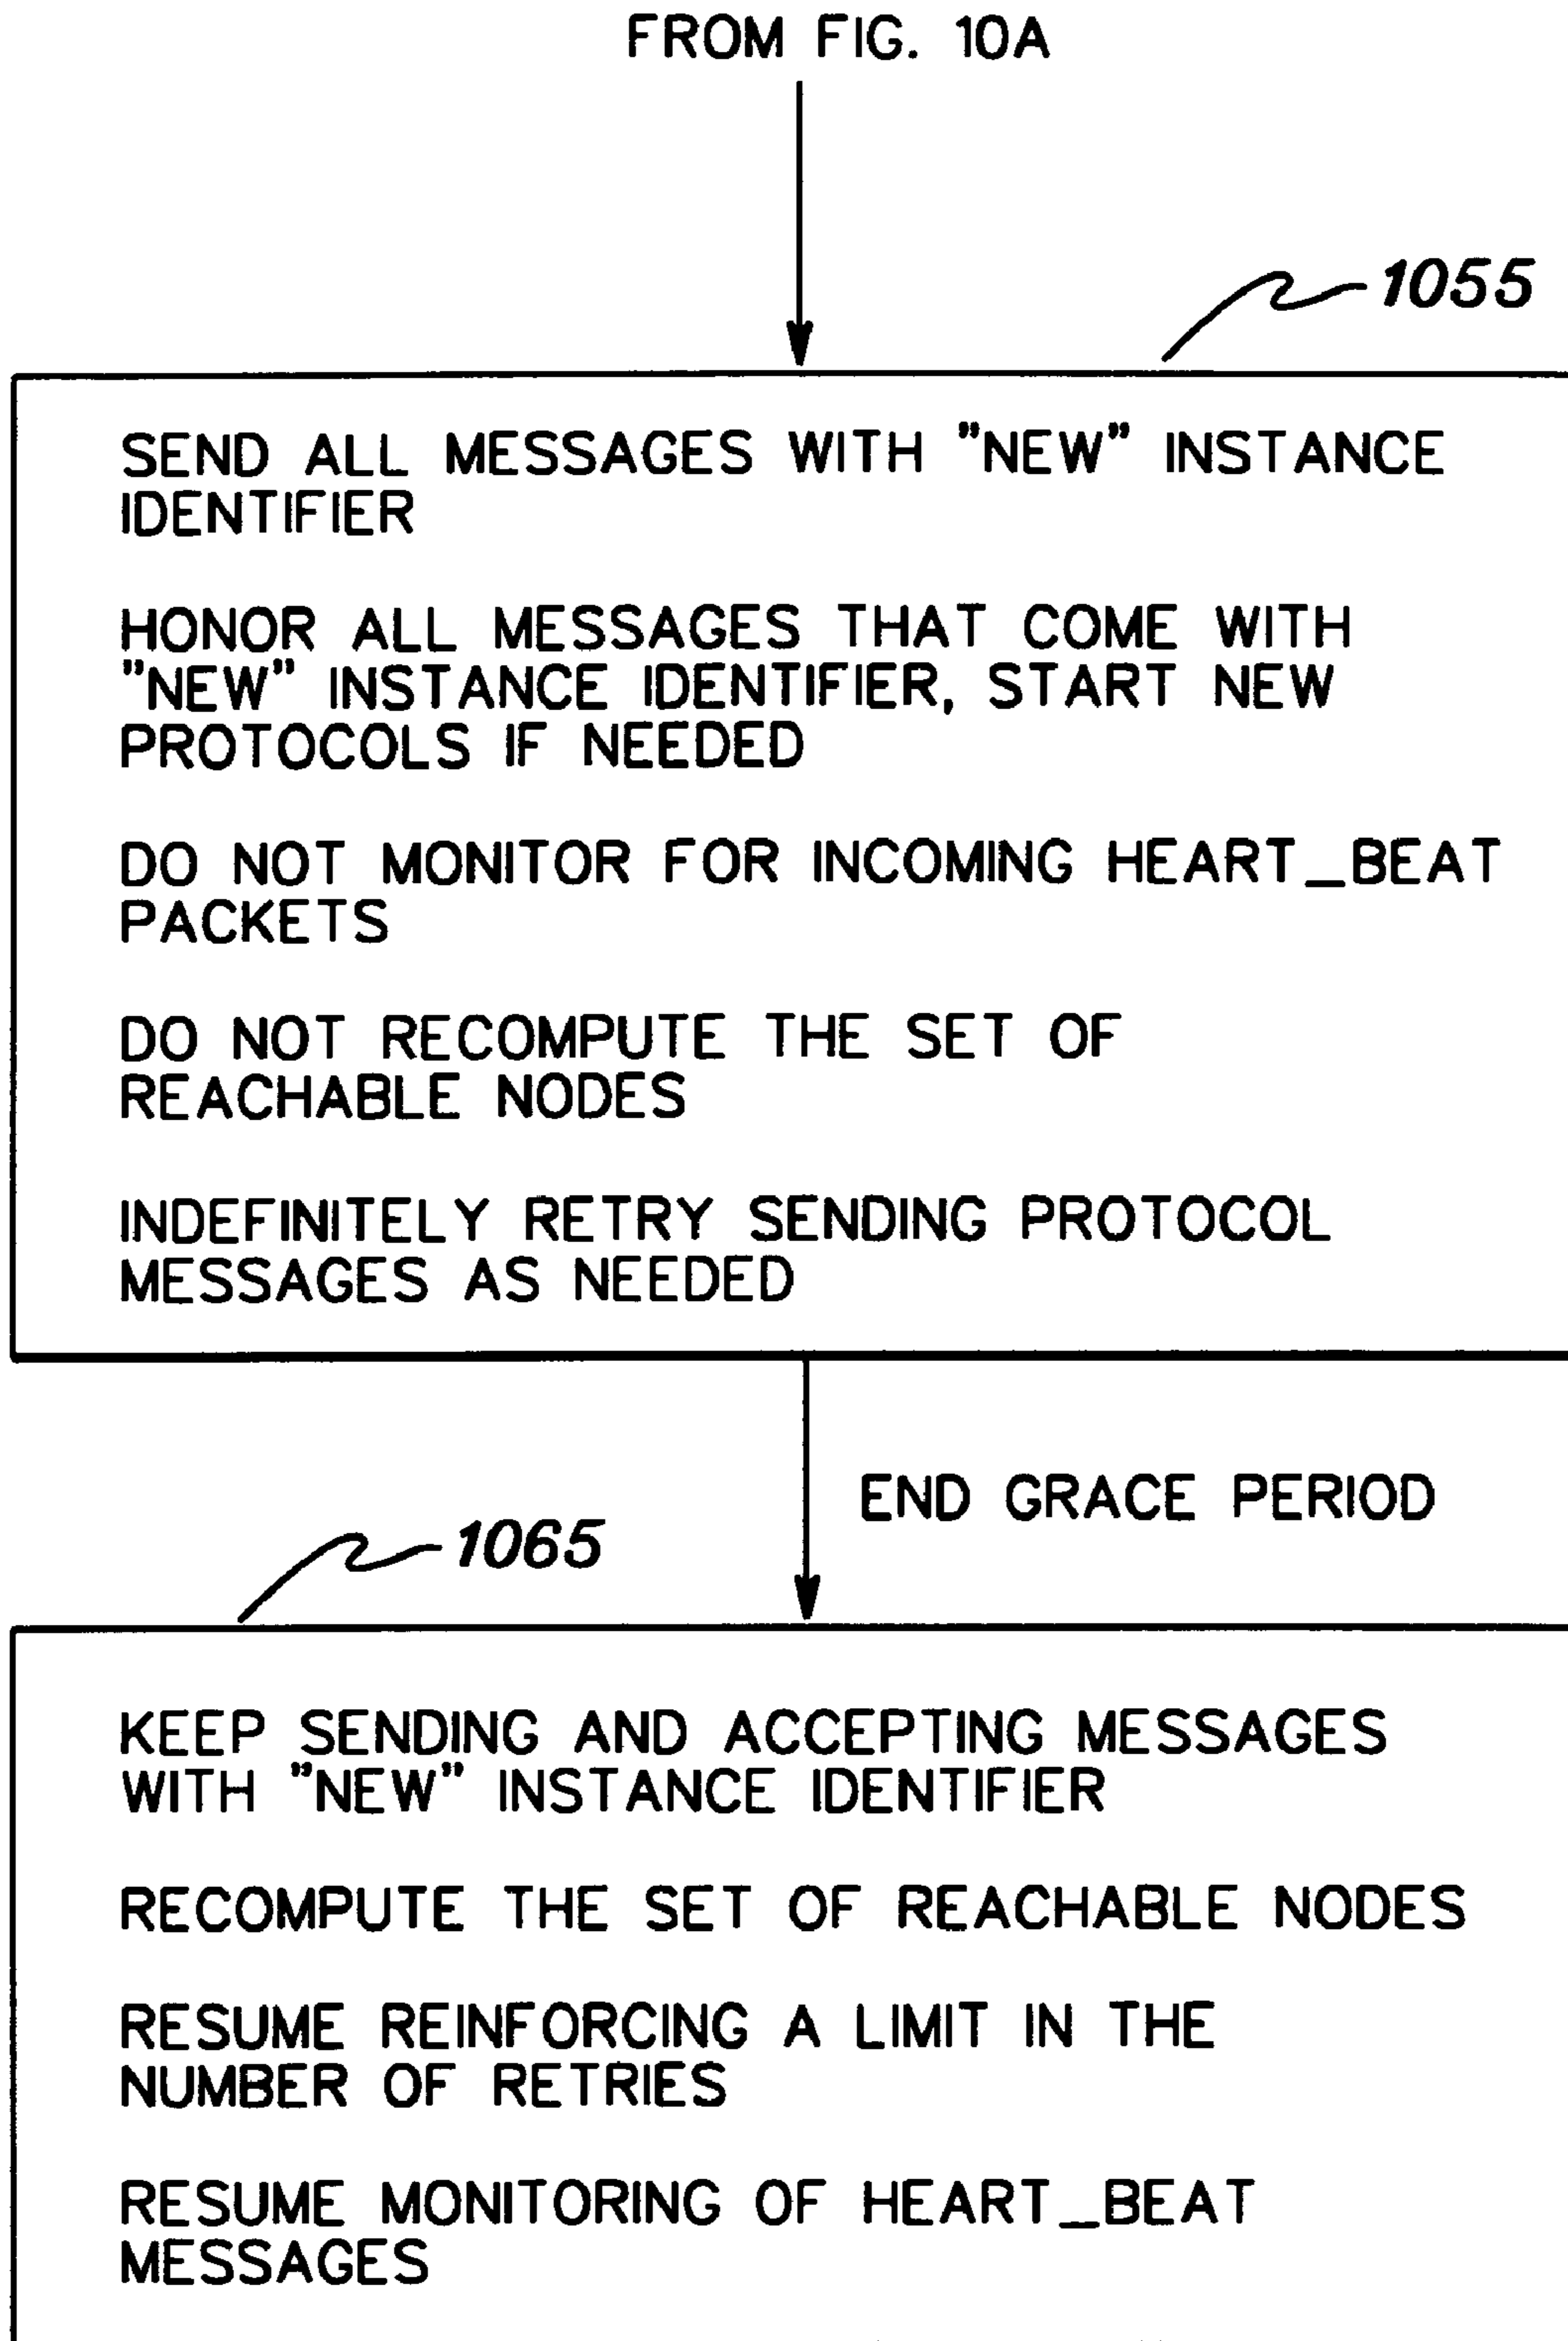 FROM FIG. 10A
1055
SEND ALL MESSAGES WITH "NEW" INSTANCE
IDENTIFIER
HONOR ALL MESSAGES THAT COME WITH
"NEW" INSTANCE IDENTIFIER, START NEW
PROTOCOLS IF NEEDED
DO NOT MONITOR FOR INCOMING HEART_BEAT
PACKETS
DO NOT RECOMPUTE THE SET OF
REACHABLE NODES
INDEFINITELY RETRY SENDING PROTOCOL
MESSAGES AS NEEDED
END GRACE PERIOD
1065
KEEP SENDING AND ACCEPTING MESSAGES
WITH "NEW" INSTANCE IDENTIFIER
RECOMPUTE THE SET OF REACHABLE NODES
RESUME REINFORCING A LIMIT IN THE
NUMBER OF RETRIES
RESUME MONITORING OF HEART_BEAT
MESSAGES